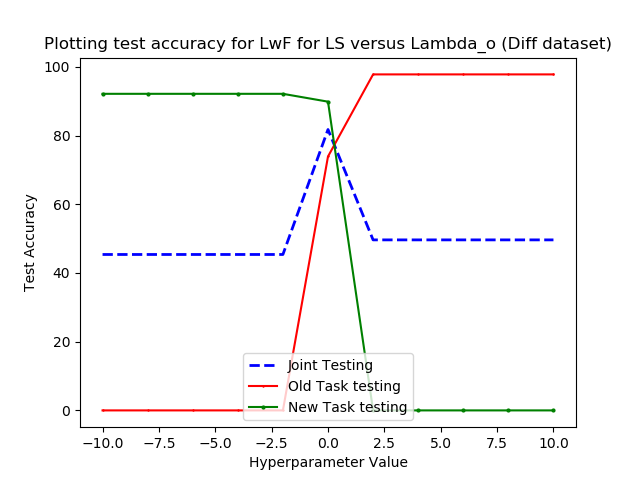 Plotting test accuracy for LwF for LS versus Lambda_o (Diff dataset)
100
80
60
40
20
0
Test Accuracy
Joint Testing
Old Task testing
New Task testing
−10.0 −7.5 −5.0 −2.5 0.0 2.5 5.0 7.5 10.0
Hyperparameter Value